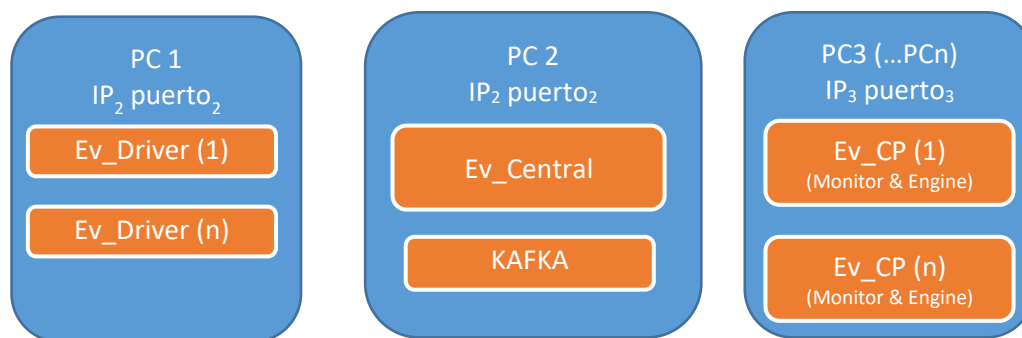 PC 1
IP₂ puerto₂
Ev_Driver (1)
Ev_Driver (n)
PC 2
IP₂ puerto₂
Ev_Central
KAFKA
PC3 (...PCn)
IP₃ puerto₃
Ev_CP (1)
(Monitor & Engine)
Ev_CP (n)
(Monitor & Engine)